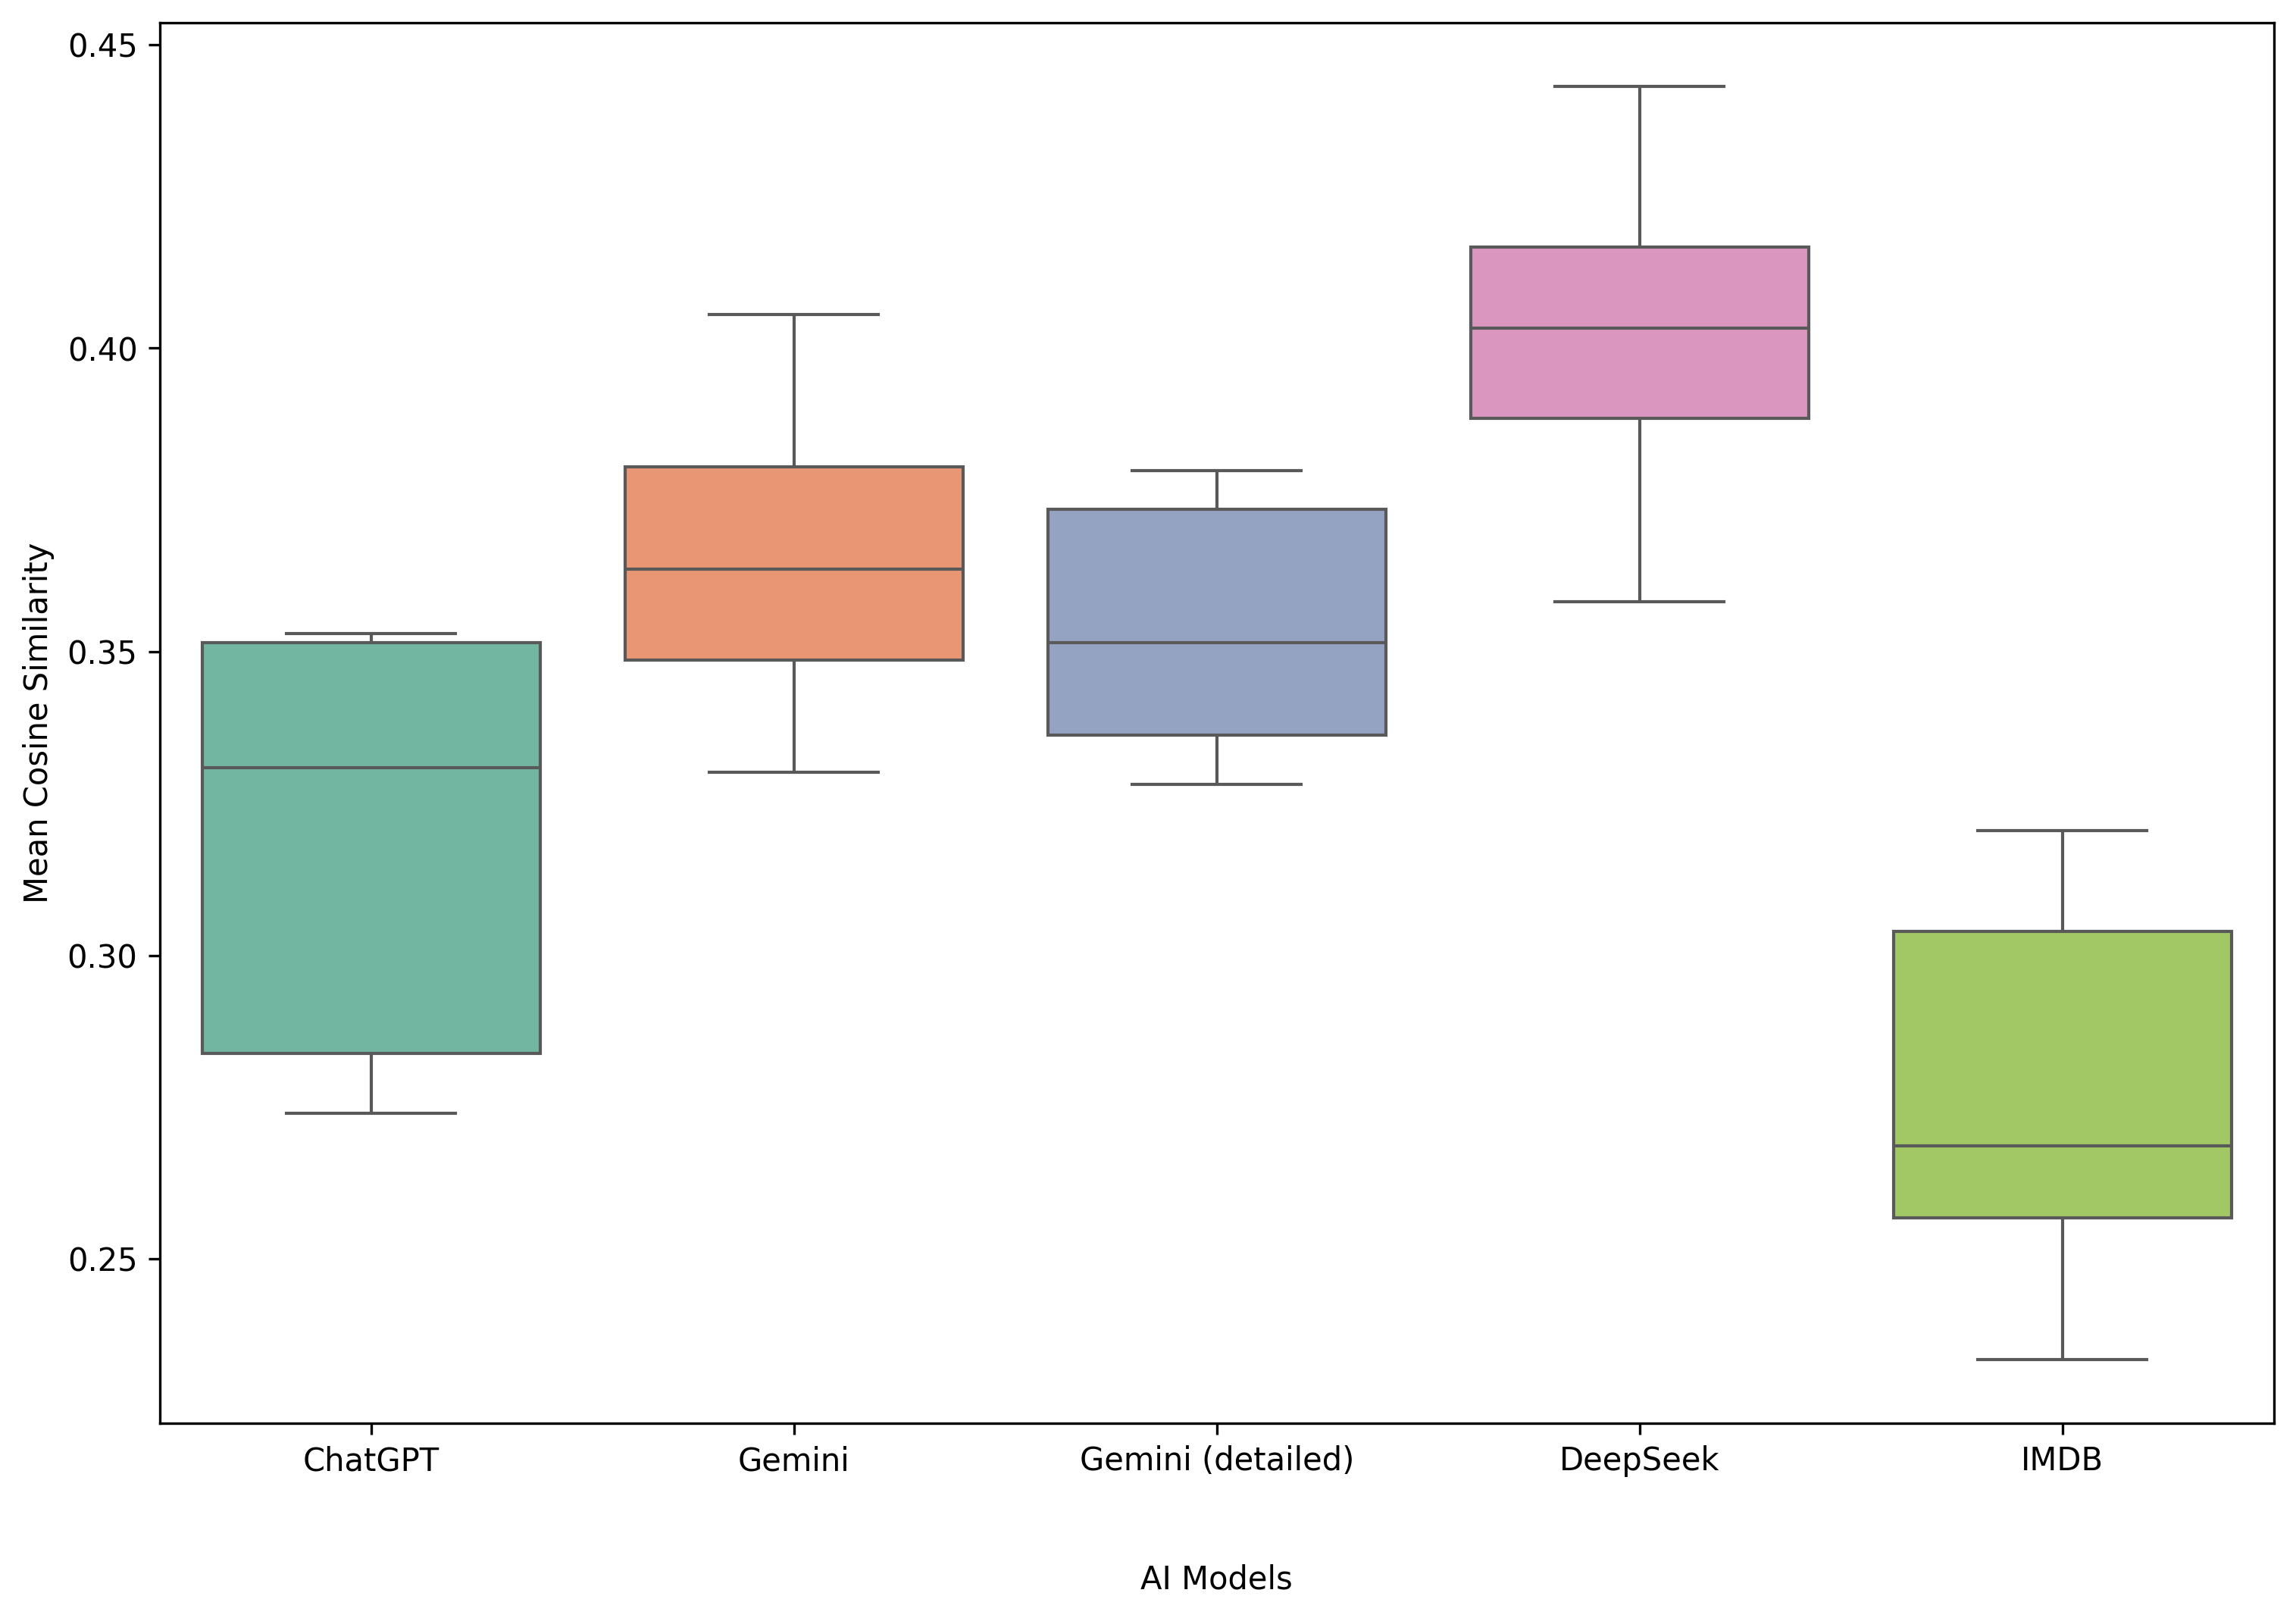 Mean Cosine Similarity
0.45
0.40
0.35
0.30
0.25
ChatGPT
Gemini
Gemini (detailed)
DeepSeek
IMDB
AI Models